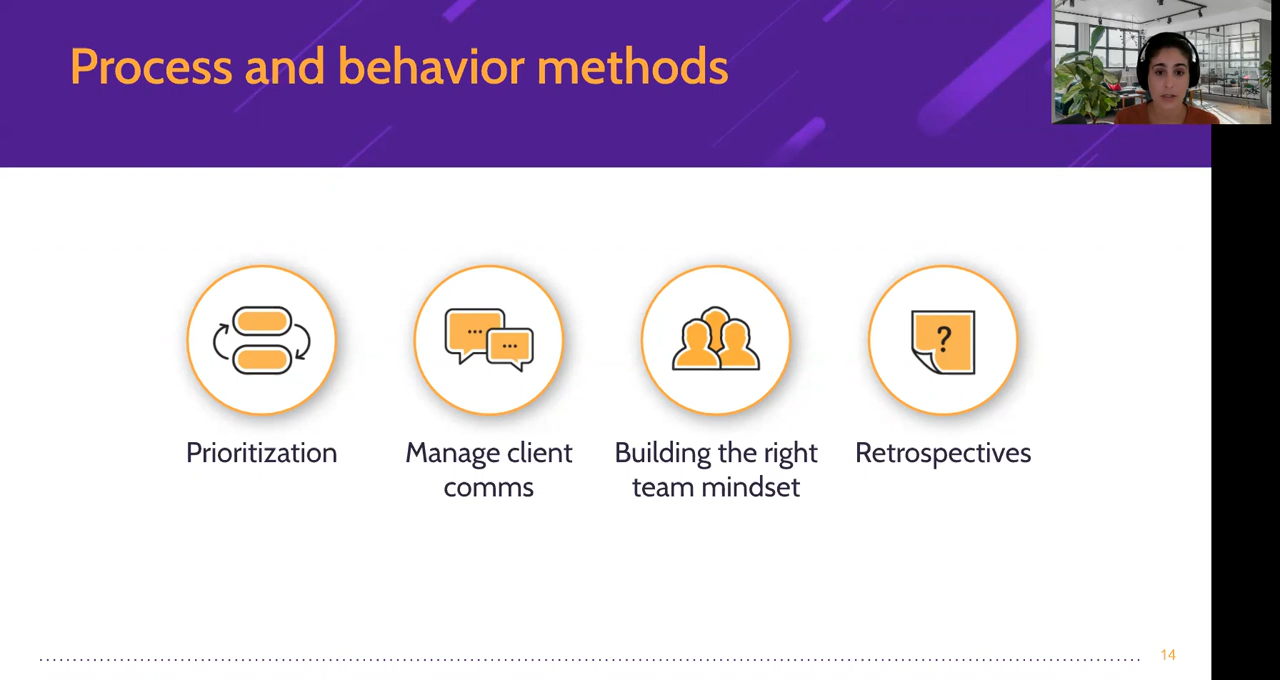 Process and behavior methods
?
Prioritization
Manage client
comms
Building the right
team mindset
Retrospectives
14